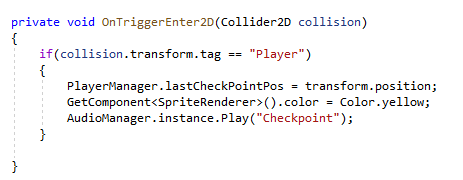 private void OnTriggerEnter2D(Collider2D collision)
{
if(collision.transform.tag == "Player")
{
PlayerManager.lastCheckPointPos = transform.position;
GetComponent<SpriteRenderer>().color = Color.yellow;
AudioManager.instance.Play("Checkpoint");
}
}